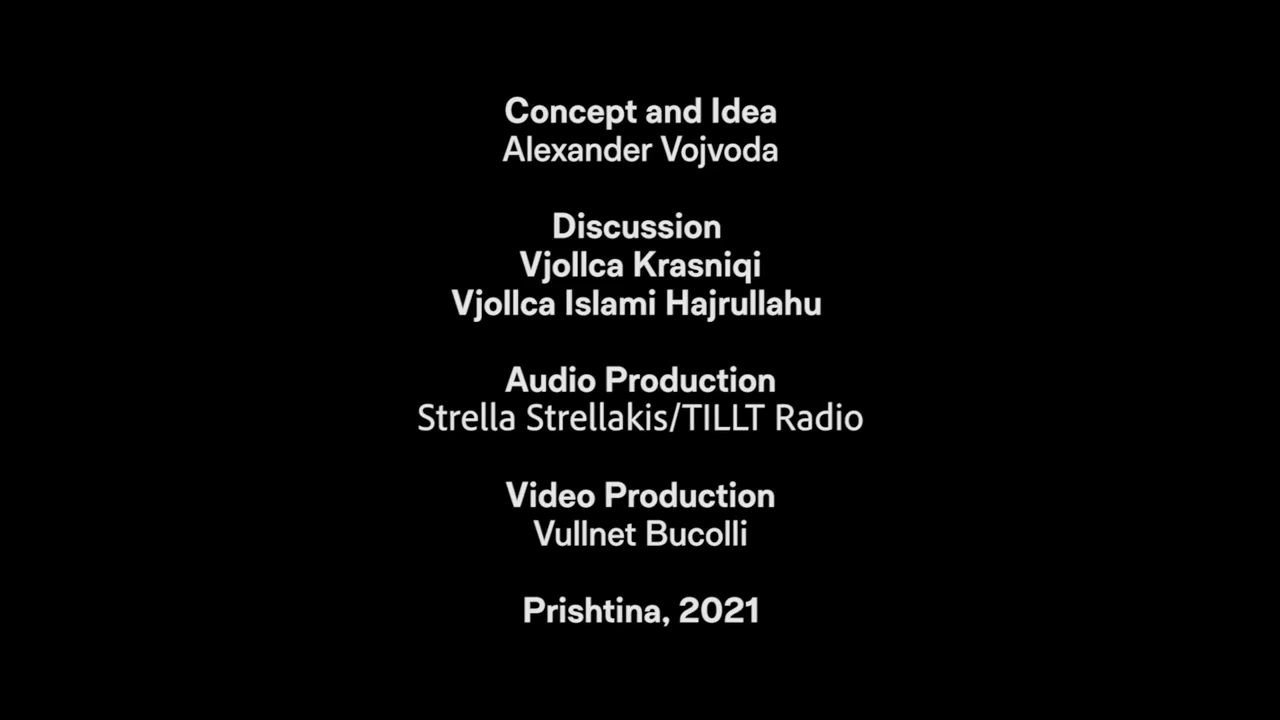 Concept and Idea
Alexander Vojvoda
Discussion
Vjollca Krasniqi
Vjollca Islami Hajrullahu
Audio Production
Strella Strellakis/TILLT Radio
Video Production
Vullnet Bucolli
Prishtina, 2021